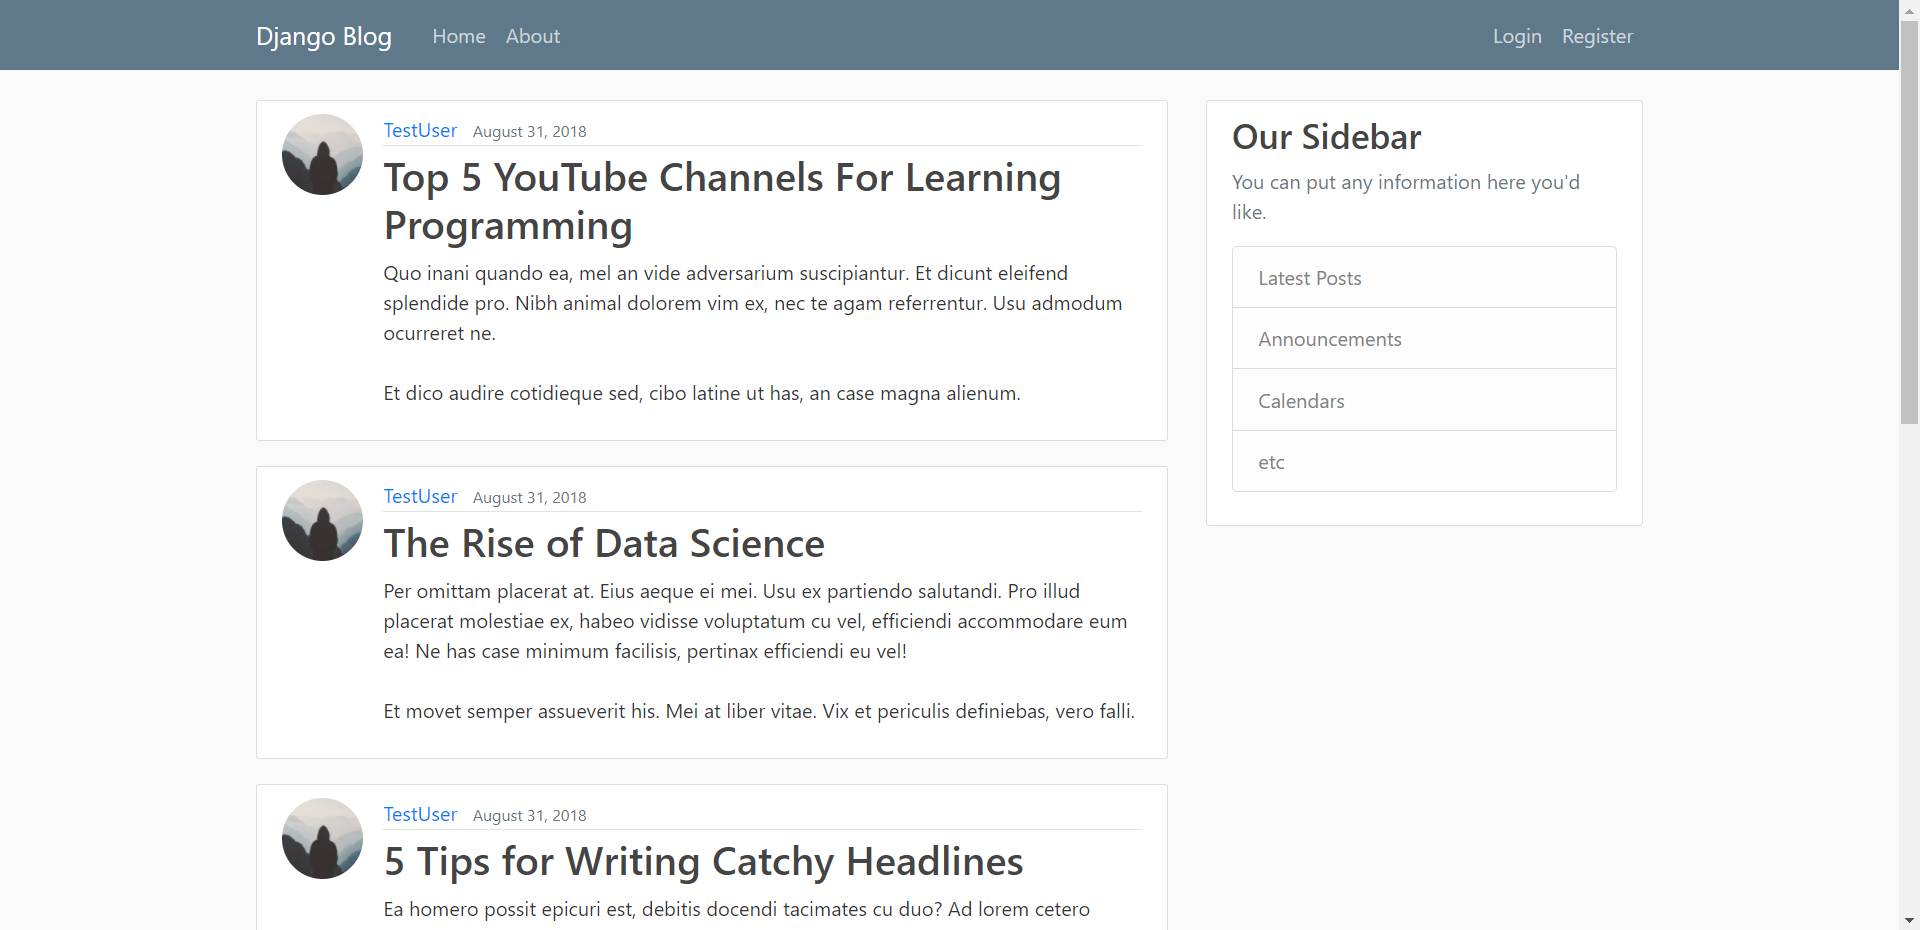 Django Blog Home About Login Register
TestUser August 31, 2018
Top 5 YouTube Channels For Learning
Programming
Quo inani quando ea, mel an vide adversarium suscipiantur. Et dicunt eleifend
splendide pro. Nibh animal dolorem vim ex, nec te agam referrentur. Usu admodum
ocurreret ne.
Et dico audire cotidieque sed, cibo latine ut has, an case magna alienum.
TestUser August 31, 2018
The Rise of Data Science
Per omittam placerat at. Eius aeque ei mei. Usu ex partiendo salutandi. Pro illud
placerat molestiae ex, habeo vidisse voluptatum cu vel, efficiendi accommodare eum
ea! Ne has case minimum facilisis, pertinax efficiendi eu vel!
Et movet semper assueverit his. Mei at liber vitae. Vix et periculis definiebas, vero falli.
TestUser August 31, 2018
5 Tips for Writing Catchy Headlines
Ea homero possit epicuri est, debitis docendi tacimates cu duo? Ad lorem cetero
Our Sidebar
You can put any information here you'd
like.
Latest Posts
Announcements
Calendars
etc